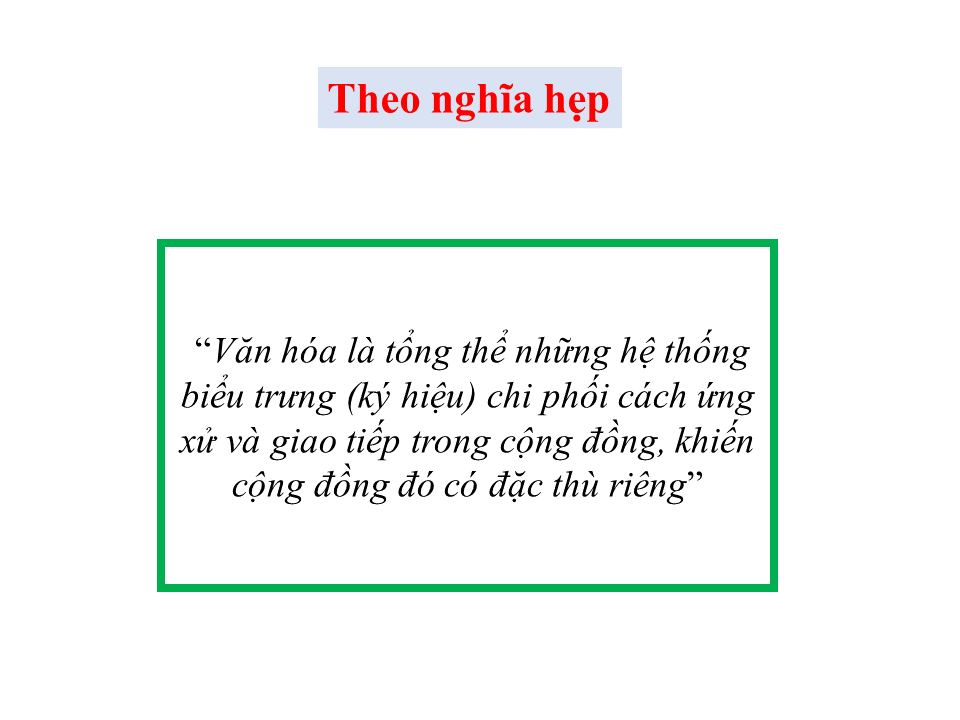 Theo nghĩa hẹp
“Văn hóa là tổng thể những hệ thống
biểu trưng (ký hiệu) chi phối cách ứng
xử và giao tiếp trong cộng đồng, khiến
cộng đồng đó có đặc thù riêng”